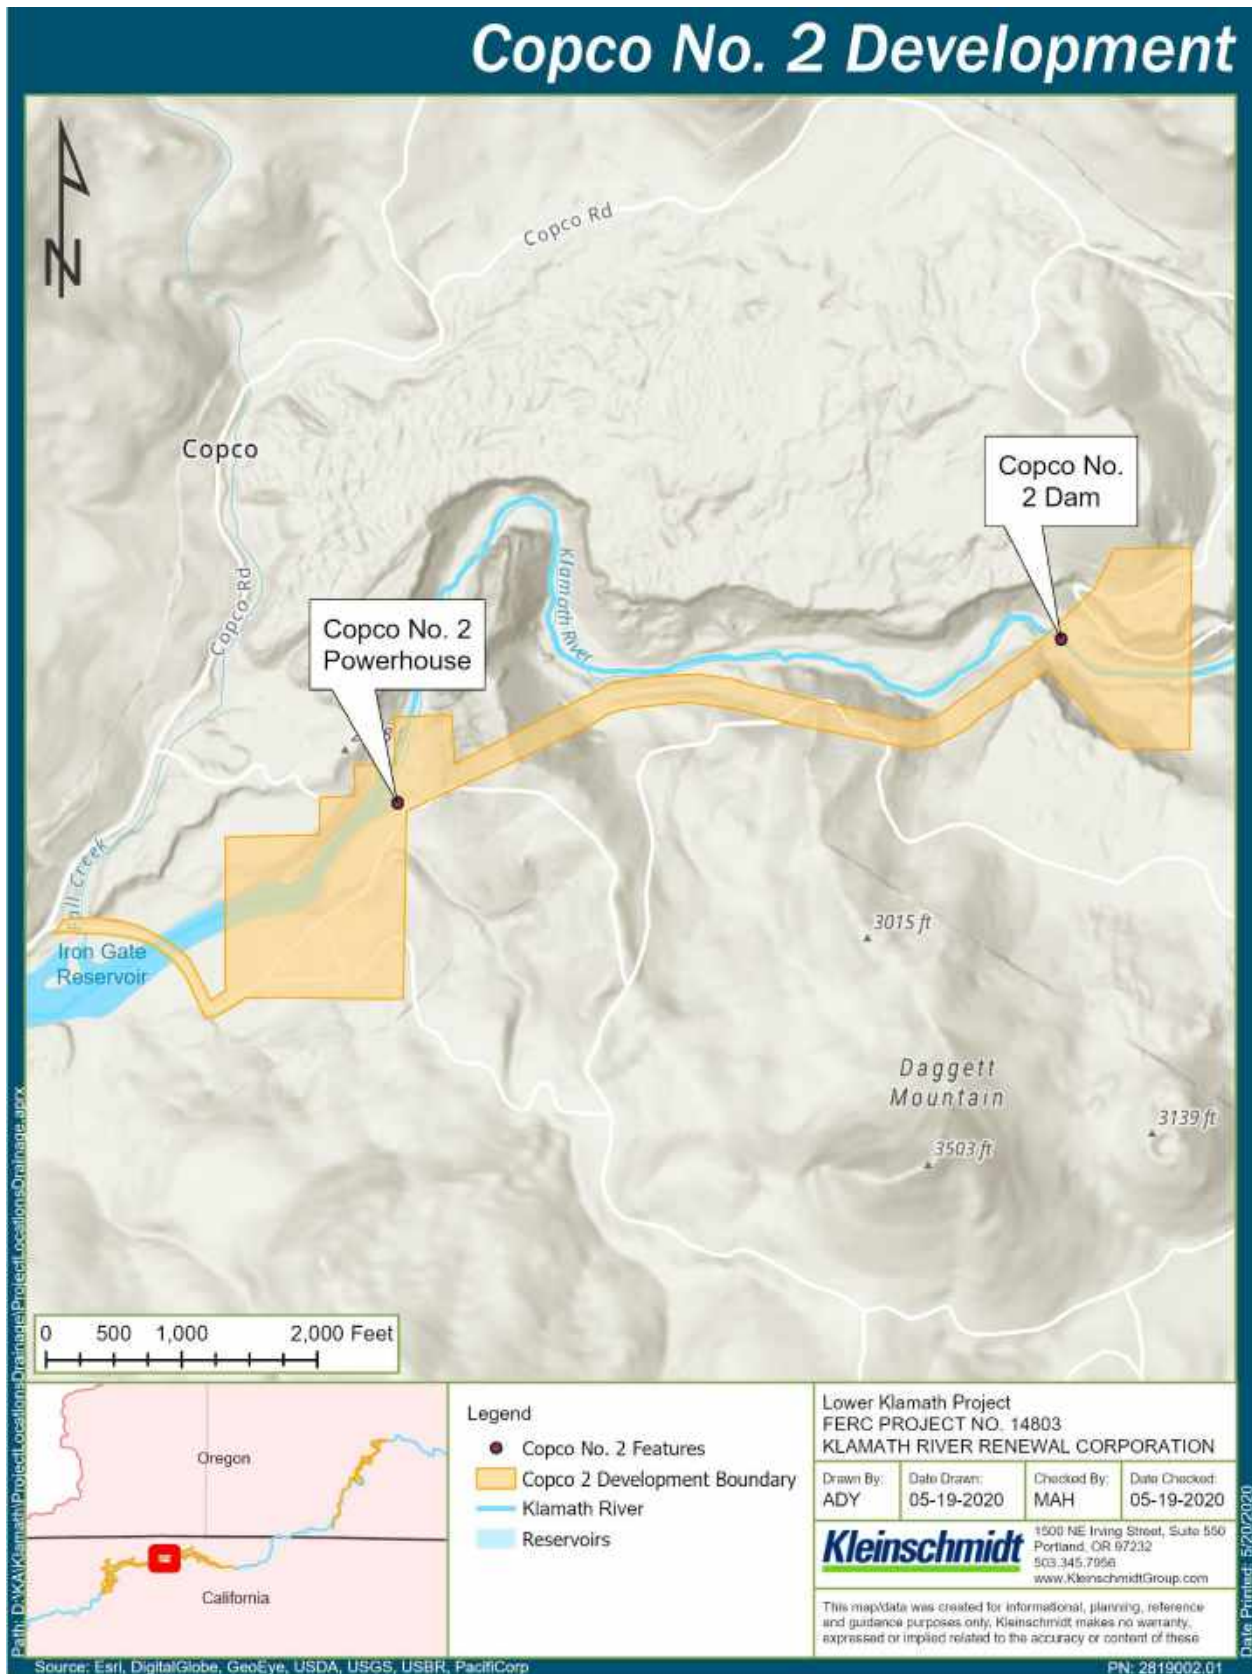 Copco No. 2 Development
N
Copco Rd
Copco
Copco No.
2 Dam
Klamath River
Copco Rd
Copco No. 2
Powerhouse
Fall Creek
Iron Gate
Reservoir
3015 ft
Daggett
Mountain
3139 ft
3503 ft
0 500 1,000 2,000 Feet
Oregon
California
Legend
Copco No. 2 Features
Copco 2 Development Boundary
Klamath River
Reservoirs
Lower Klamath Project
FERC PROJECT NO. 14803
KLAMATH RIVER RENEWAL CORPORATION
Drawn By:
ADY
Date Drawn:
05-19-2020
Checked By:
MAH
Date Checked:
05-19-2020
Kleinschmidt
1500 NE Irving Street, Suite 550
Portland, OR 97232
503.345.7956
www.KleinschmidtGroup.com
This map/data was created for informational, planning, reference
and guidance purposes only. Kleinschmidt makes no warranty,
expressed or implied related to the accuracy or content of these
Path: D:\KA\Klamath\ProjectLocationsDrainage\ProjectLocationsDrainage.aprx
Date Printed: 5/20/2020
Source: Esri, DigitalGlobe, GeoEye, USDA, USGS, USBR, PacifiCorp
PN: 2819002.01